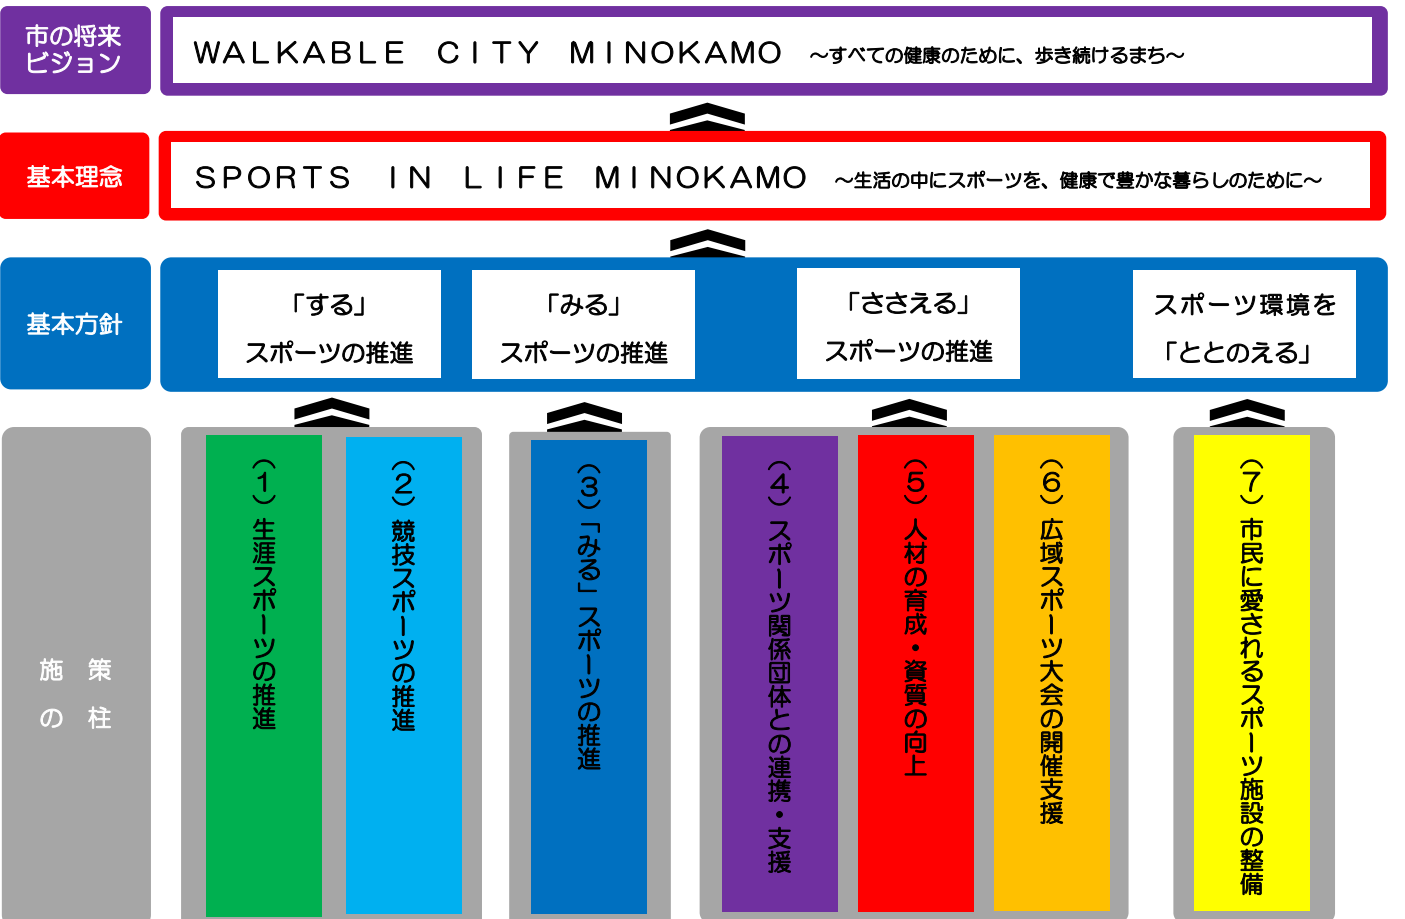 市の将来
ビジョン
WALKABLE CITY MINOKAMO ～すべての健康のために、歩き続けるまち～
基本理念
SPORTS IN LIFE MINOKAMO ～生活の中にスポーツを、健康で豊かな暮らしのために～
基本方針
「する」
スポーツの推進
「みる」
スポーツの推進
「ささえる」
スポーツの推進
スポーツ環境を
「ととのえる」
施策
の柱
（１）生涯スポーツの推進
（２）競技スポーツの推進
（３）「みる」スポーツの推進
（４）スポーツ関係団体との連携・支援
（５）人材の育成・資質の向上
（６）広域スポーツ大会の開催支援
（７）市民に愛されるスポーツ施設の整備